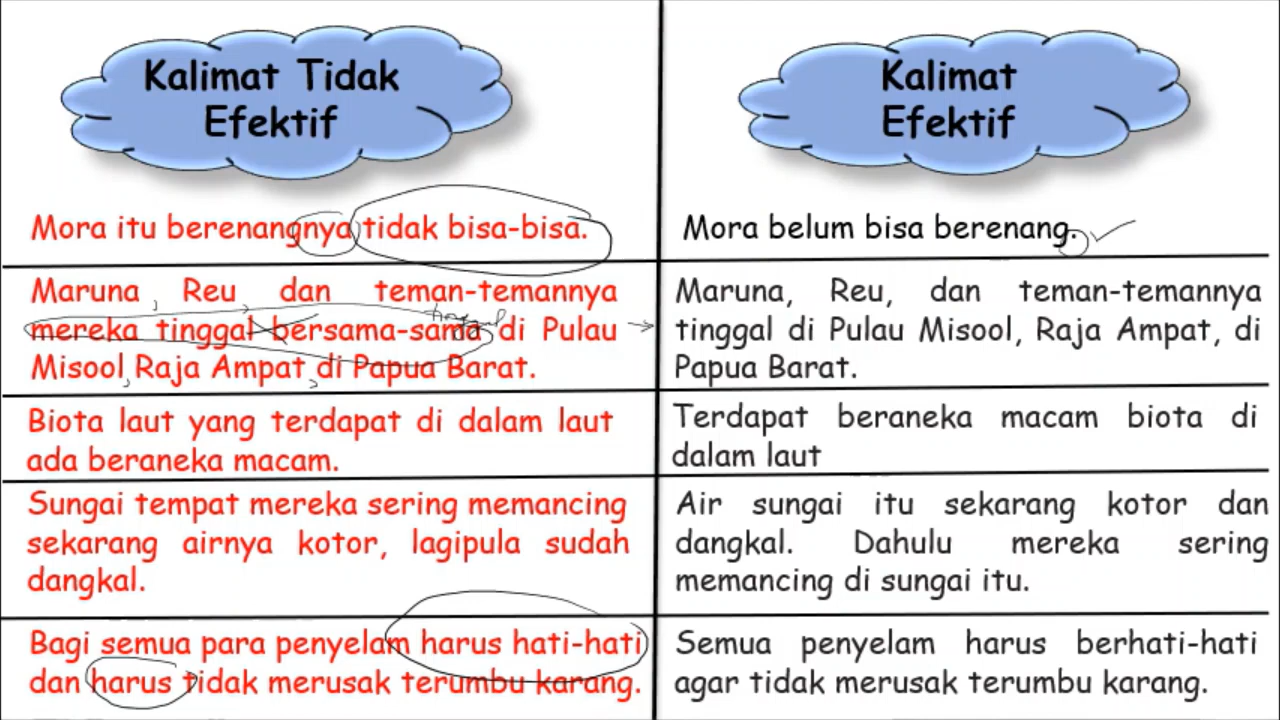 Kalimat Tidak
Efektif
Kalimat
Efektif
Mora itu berenangnya tidak bisa-bisa.
Mora belum bisa berenang.
Maruna, Reu, dan teman-temannya
mereka tinggal bersama-sama di Pulau
Misool, Raja Ampat, di Papua Barat.
tinggal
Maruna, Reu, dan teman-temannya
tinggal di Pulau Misool, Raja Ampat, di
Papua Barat.
Biota laut yang terdapat di dalam laut
ada beraneka macam.
Terdapat beraneka macam biota di
dalam laut
Sungai tempat mereka sering memancing
sekarang airnya kotor, lagipula sudah
dangkal.
Air sungai itu sekarang kotor dan
dangkal. Dahulu mereka sering
memancing di sungai itu.
Bagi semua para penyelam harus hati-hati
dan harus tidak merusak terumbu karang.
Semua penyelam harus berhati-hati
agar tidak merusak terumbu karang.